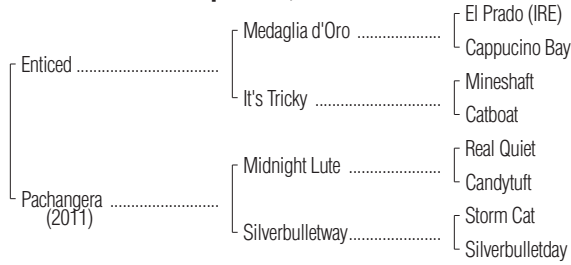 El Prado (IRE)
Medaglia d'Oro ....................
Cappucino Bay
Enticed ..................................
Mineshaft
It's Tricky ..............................
Catboat
Real Quiet
Midnight Lute ......................
Candytuft
Pachangera ..........................
(2011)
Storm Cat
Silverbulletway.....................
Silverbulletday